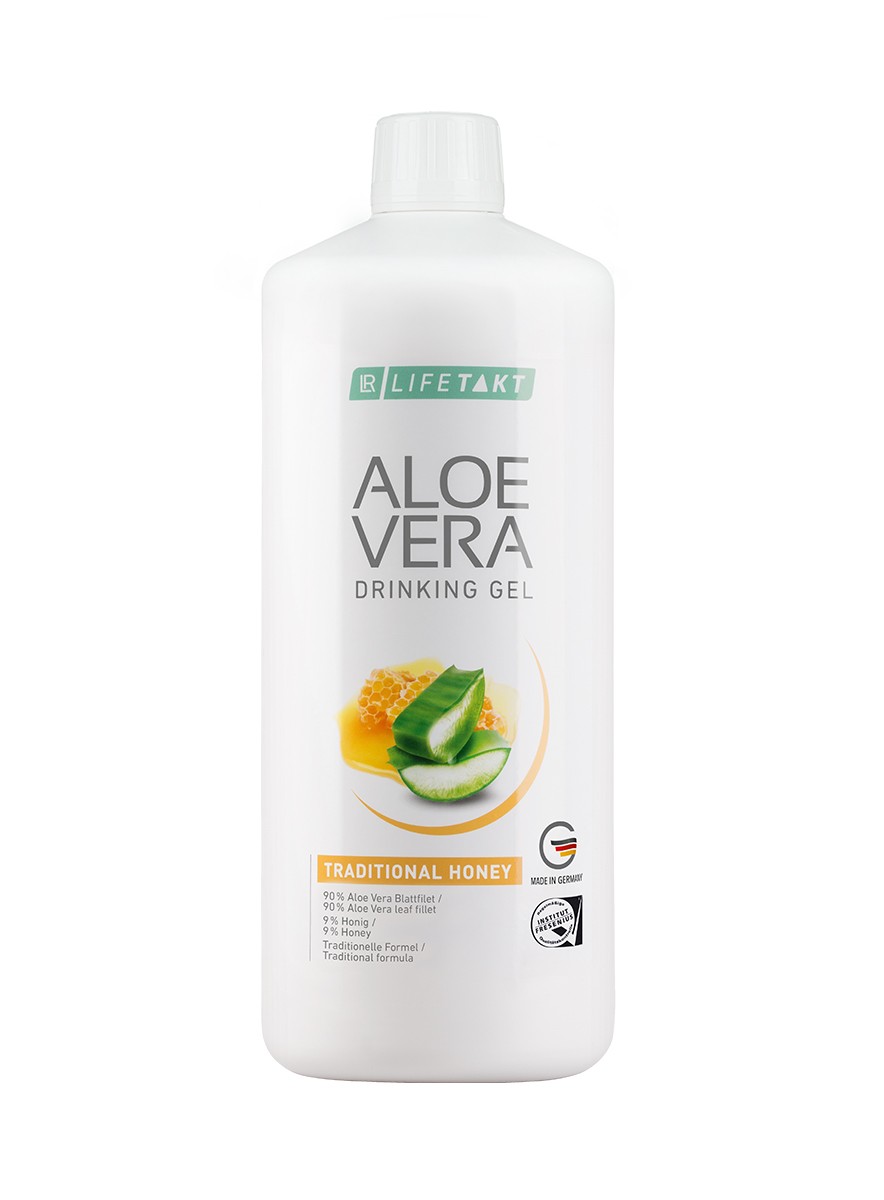 LR LIFETAKT
ALOE
VERA
DRINKING GEL
TRADITIONAL HONEY
90% Aloe Vera Blattfilet /
90% Aloe Vera leaf fillet
9% Honig /
9% Honey
Traditionelle Formel /
Traditional formula
MADE IN GERMANY
INSTITUT
FRESENIUS